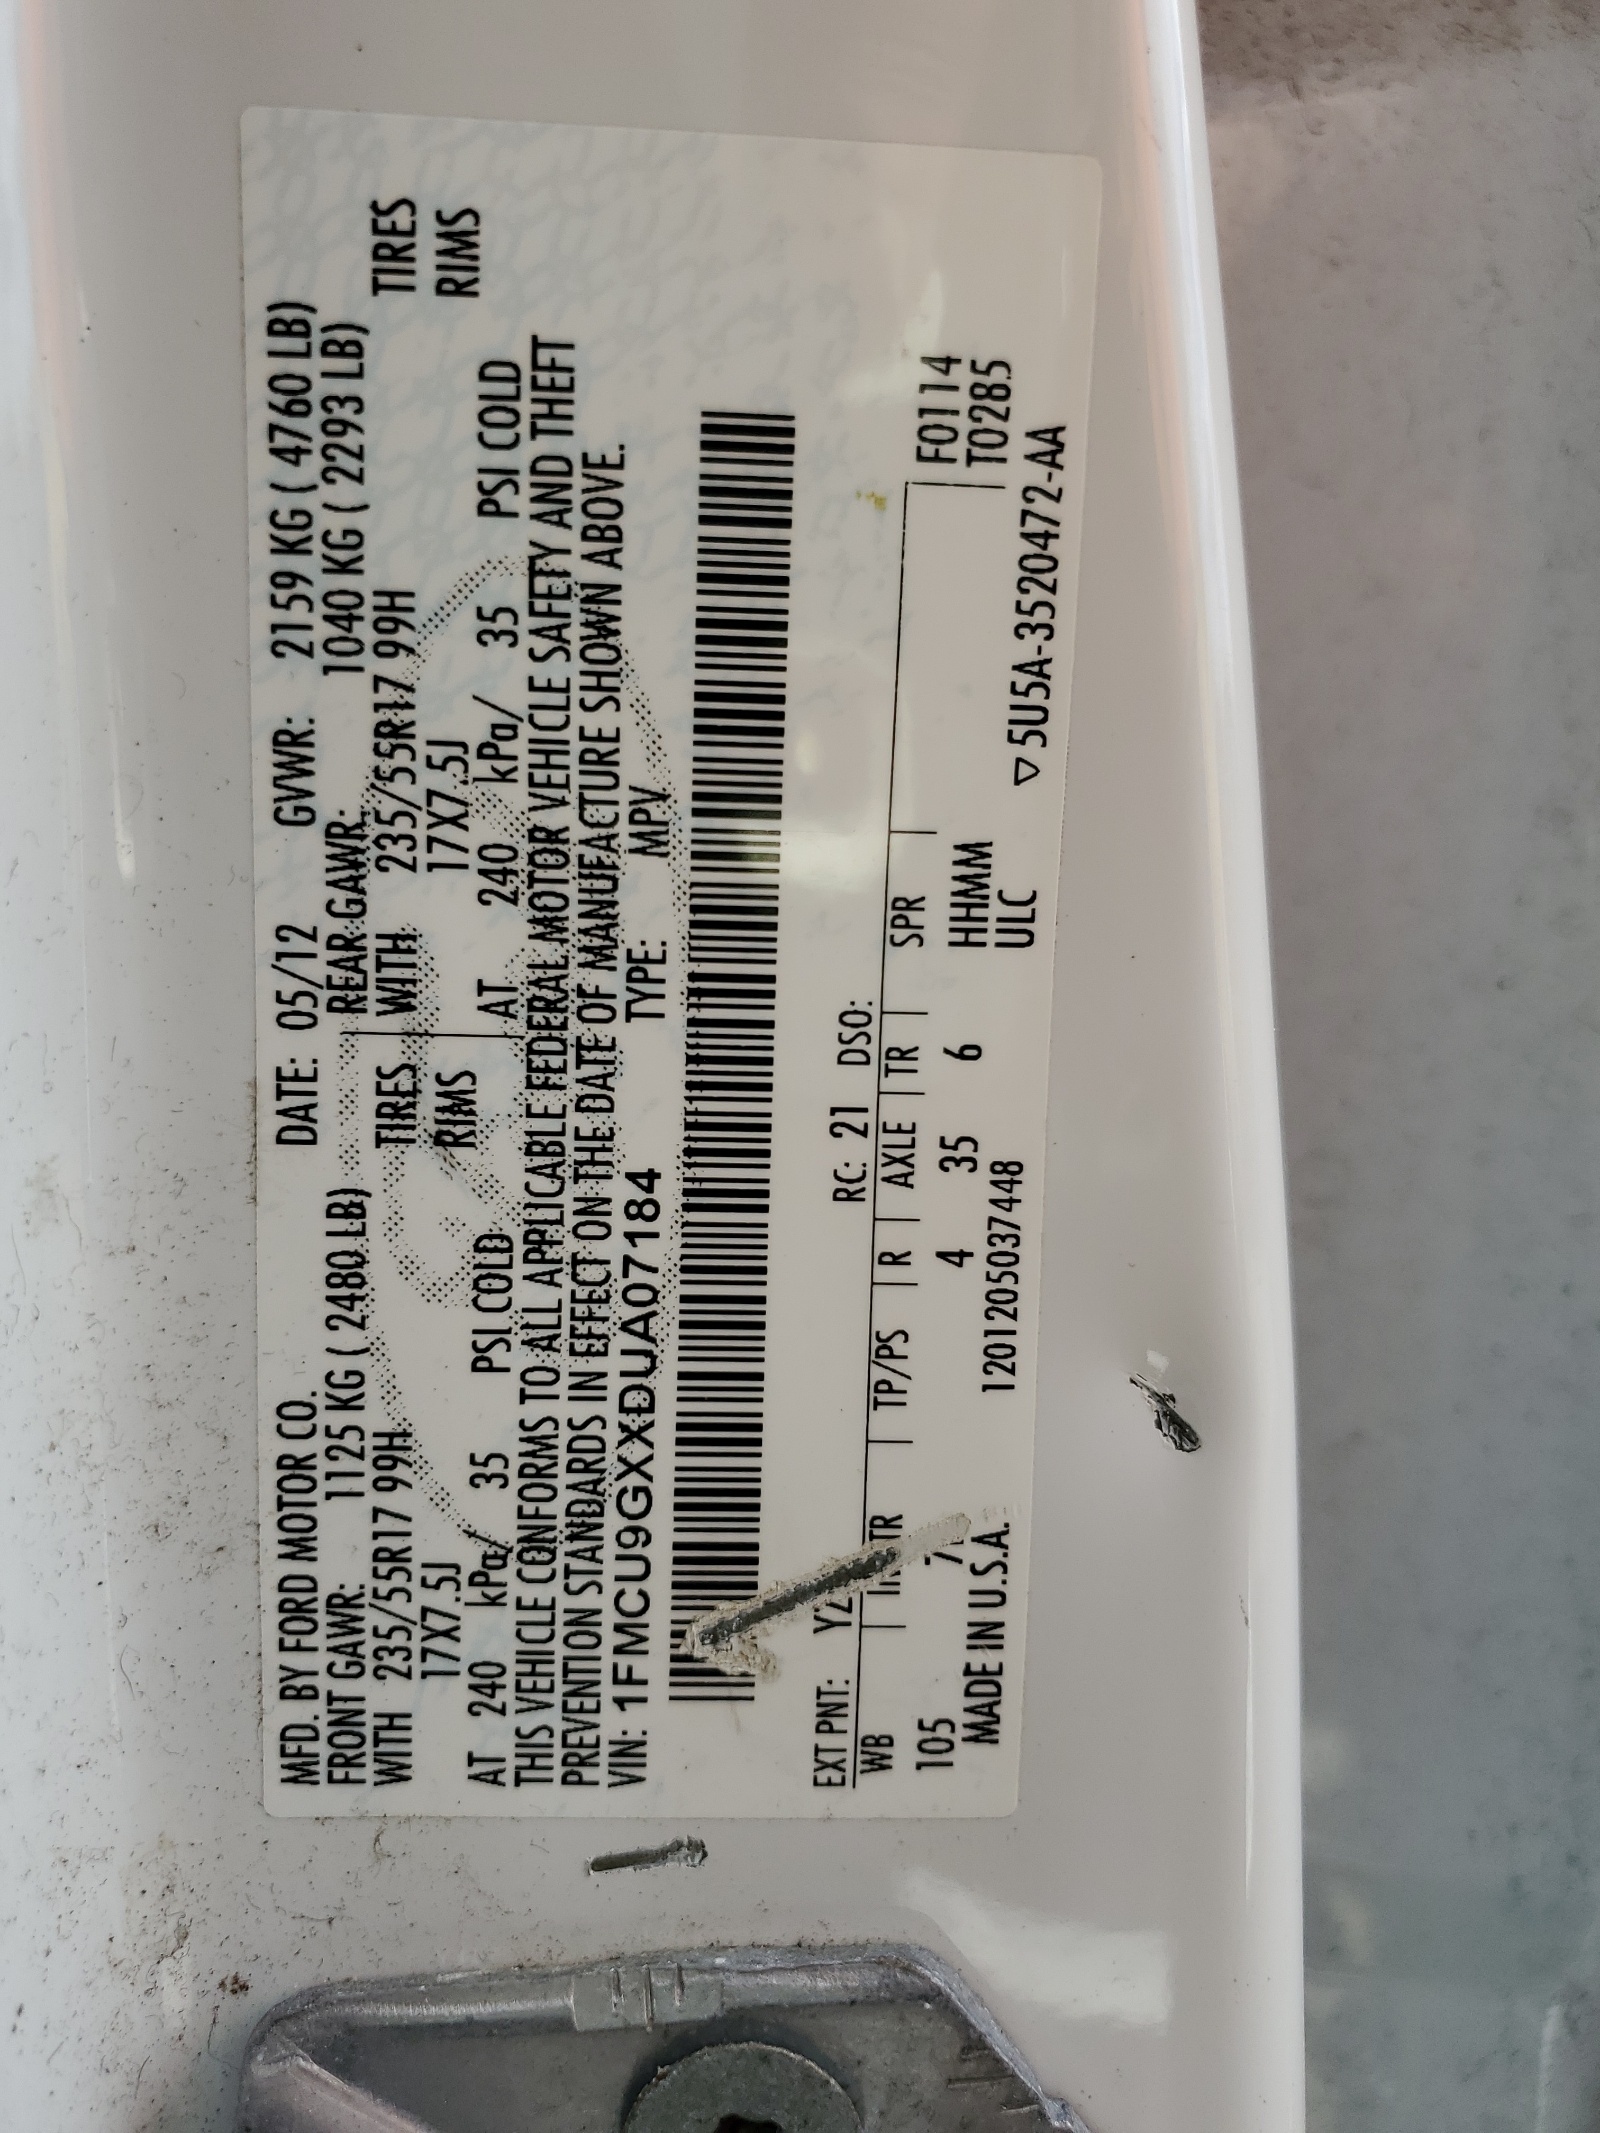 MFD. BY FORD MOTOR CO. DATE: 05/12 GVWR: 2159 KG ( 4760 LB)
FRONT GAWR: 1125 KG ( 2480 LB) REAR GAWR: 1040 KG ( 2293 LB)
WITH 235/55R17 99H TIRES WITH 235/55R17 99H TIRES
17X7.5J RIMS 17X7.5J RIMS
AT 240 kPa/ 35 PSI COLD AT 240 kPa/ 35 PSI COLD
THIS VEHICLE CONFORMS TO ALL APPLICABLE FEDERAL MOTOR VEHICLE SAFETY AND THEFT
PREVENTION STANDARDS IN EFFECT ON THE DATE OF MANUFACTURE SHOWN ABOVE.
VIN: 1FMCU9GXXDUA07184 TYPE: MPV
EXT PNT: RC: 21 DSO:
WB TP/PS R AXLE TR SPR F0114
105 4 35 6 HHMM T0285
MADE IN U.S.A. 1201205037448 ULC ▽5U5A-3520472-AA